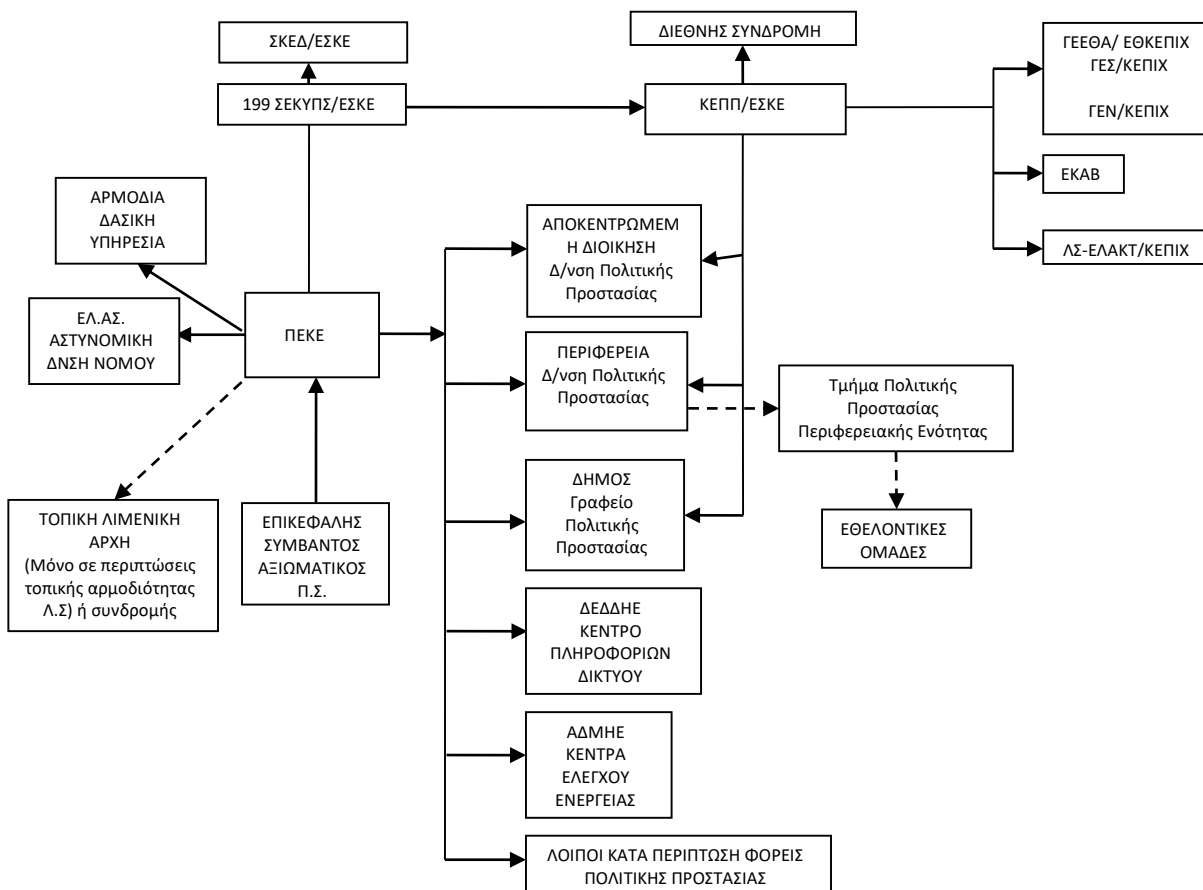 ΣΚΕΔ/ΕΣΚΕ
ΔΙΕΘΝΗΣ ΣΥΝΔΡΟΜΗ
ΓΕΕΘΑ/ ΕΘΚΕΠΙΧ
ΓΕΣ/ΚΕΠΙΧ
ΓΕΝ/ΚΕΠΙΧ
199 ΣΕΚΥΠΣ/ΕΣΚΕ
ΚΕΠΠ/ΕΣΚΕ
ΕΚΑΒ
ΛΣ-ΕΛΑΚΤ/ΚΕΠΙΧ
ΑΡΜΟΔΙΑ
ΔΑΣΙΚΗ
ΥΠΗΡΕΣΙΑ
ΑΠΟΚΕΝΤΡΩΜΕΜ
Η ΔΙΟΙΚΗΣΗ
Δ/νση Πολιτικής
Προστασίας
ΕΛ.ΑΣ.
ΑΣΤΥΝΟΜΙΚΗ
ΔΝΣΗ ΝΟΜΟΥ
ΠΕΚΕ
ΠΕΡΙΦΕΡΕΙΑ
Δ/νση Πολιτικής
Προστασίας
Τμήμα Πολιτικής
Προστασίας
Περιφερειακής Ενότητας
ΤΟΠΙΚΗ ΛΙΜΕΝΙΚΗ
ΑΡΧΗ
(Μόνο σε περιπτώσεις
τοπικής αρμοδιότητας
Λ.Σ) ή συνδρομής
ΕΠΙΚΕΦΑΛΗΣ
ΣΥΜΒΑΝΤΟΣ
ΑΞΙΩΜΑΤΙΚΟΣ
Π.Σ.
ΔΗΜΟΣ
Γραφείο
Πολιτικής
Προστασίας
ΕΘΕΛΟΝΤΙΚΕΣ
ΟΜΑΔΕΣ
ΔΕΔΔΗΕ
ΚΕΝΤΡΟ
ΠΛΗΡΟΦΟΡΙΩΝ
ΔΙΚΤΥΟΥ
ΑΔΜΗΕ
ΚΕΝΤΡΑ
ΕΛΕΓΧΟΥ
ΕΝΕΡΓΕΙΑΣ
ΛΟΙΠΟΙ ΚΑΤΑ ΠΕΡΙΠΤΩΣΗ ΦΟΡΕΙΣ
ΠΟΛΙΤΙΚΗΣ ΠΡΟΣΤΑΣΙΑΣ